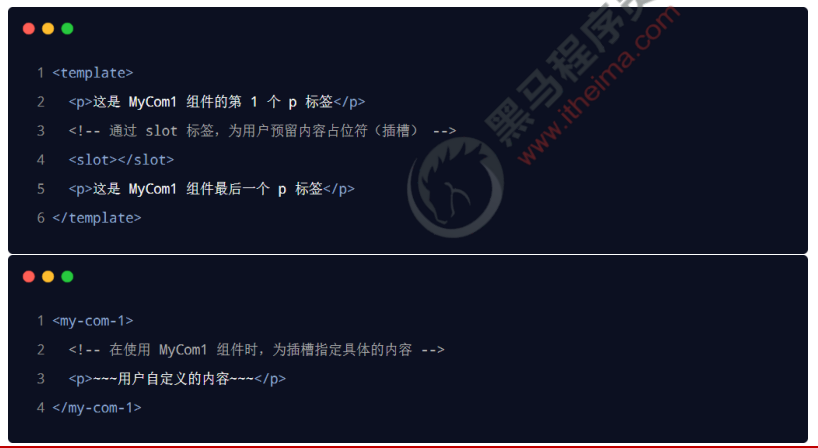 1 <template>
2 <p>这是 MyCom1 组件的第 1 个 p 标签</p>
3 <!-- 通过 slot 标签，为用户预留内容占位符（插槽） -->
4 <slot></slot>
5 <p>这是 MyCom1 组件最后一个 p 标签</p>
6 </template>
黑马程序员
www.itheima.com
1 <my-com-1>
2 <!-- 在使用 MyCom1 组件时，为插槽指定具体的内容 -->
3 <p>~~~用户自定义的内容~~~</p>
4 </my-com-1>